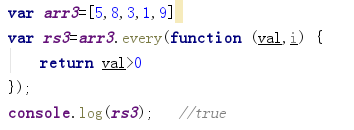 var arr3=[5,8,3,1,9]
var rs3=arr3.every(function (val,i) {
    return val>0
});
console.log(rs3);   //true